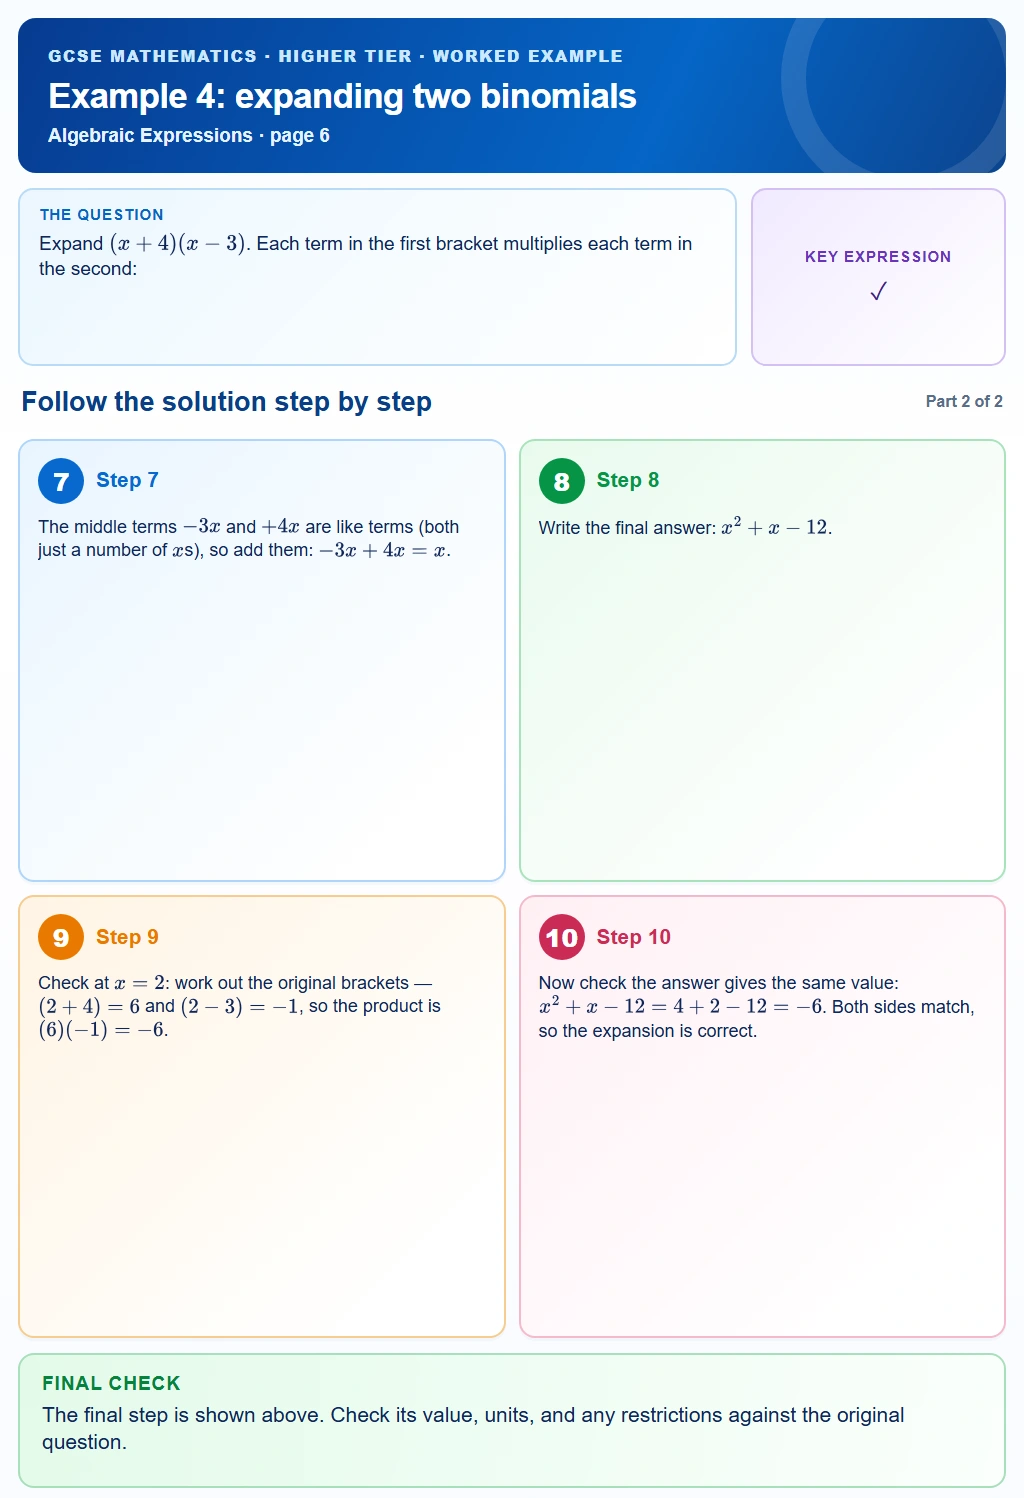 GCSE MATHEMATICS · HIGHER TIER · WORKED EXAMPLE
Example 4: expanding two binomials
Algebraic Expressions · page 6
THE QUESTION
Expand (x + 4)(x − 3). Each term in the first bracket multiplies each term in
the second:
KEY EXPRESSION
✓
Follow the solution step by step
Part 2 of 2
7 Step 7
The middle terms −3x and +4x are like terms (both
just a number of xs), so add them: −3x + 4x = x.
8 Step 8
Write the final answer: x² + x − 12.
9 Step 9
Check at x = 2: work out the original brackets —
(2 + 4) = 6 and (2 − 3) = −1, so the product is
(6)(−1) = −6.
10 Step 10
Now check the answer gives the same value:
x² + x − 12 = 4 + 2 − 12 = −6. Both sides match,
so the expansion is correct.
FINAL CHECK
The final step is shown above. Check its value, units, and any restrictions against the original
question.